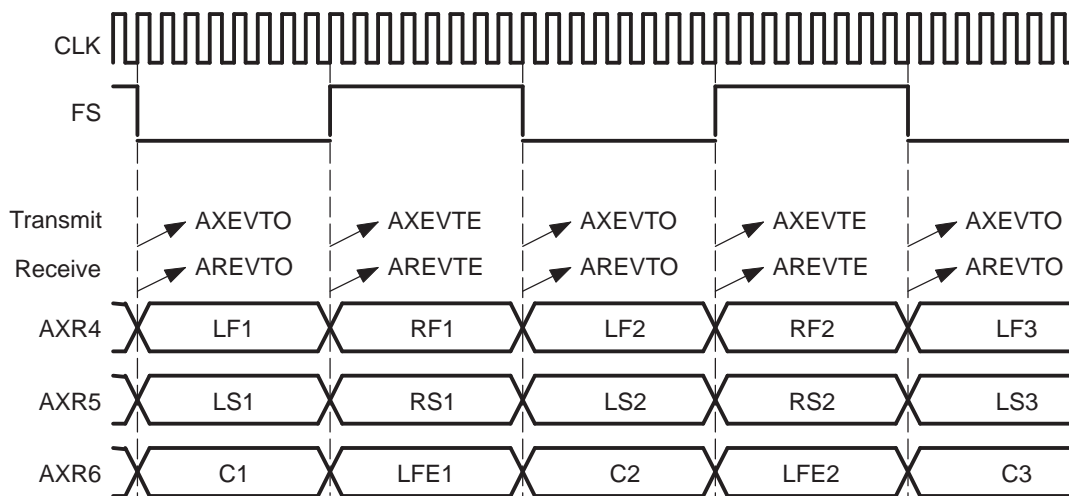 CLK
FS
Transmit AXEVTO AXEVTE AXEVTO AXEVTE AXEVTO
Receive AREVTO AREVTE AREVTO AREVTE AREVTO
AXR4 LF1 RF1 LF2 RF2 LF3
AXR5 LS1 RS1 LS2 RS2 LS3
AXR6 C1 LFE1 C2 LFE2 C3